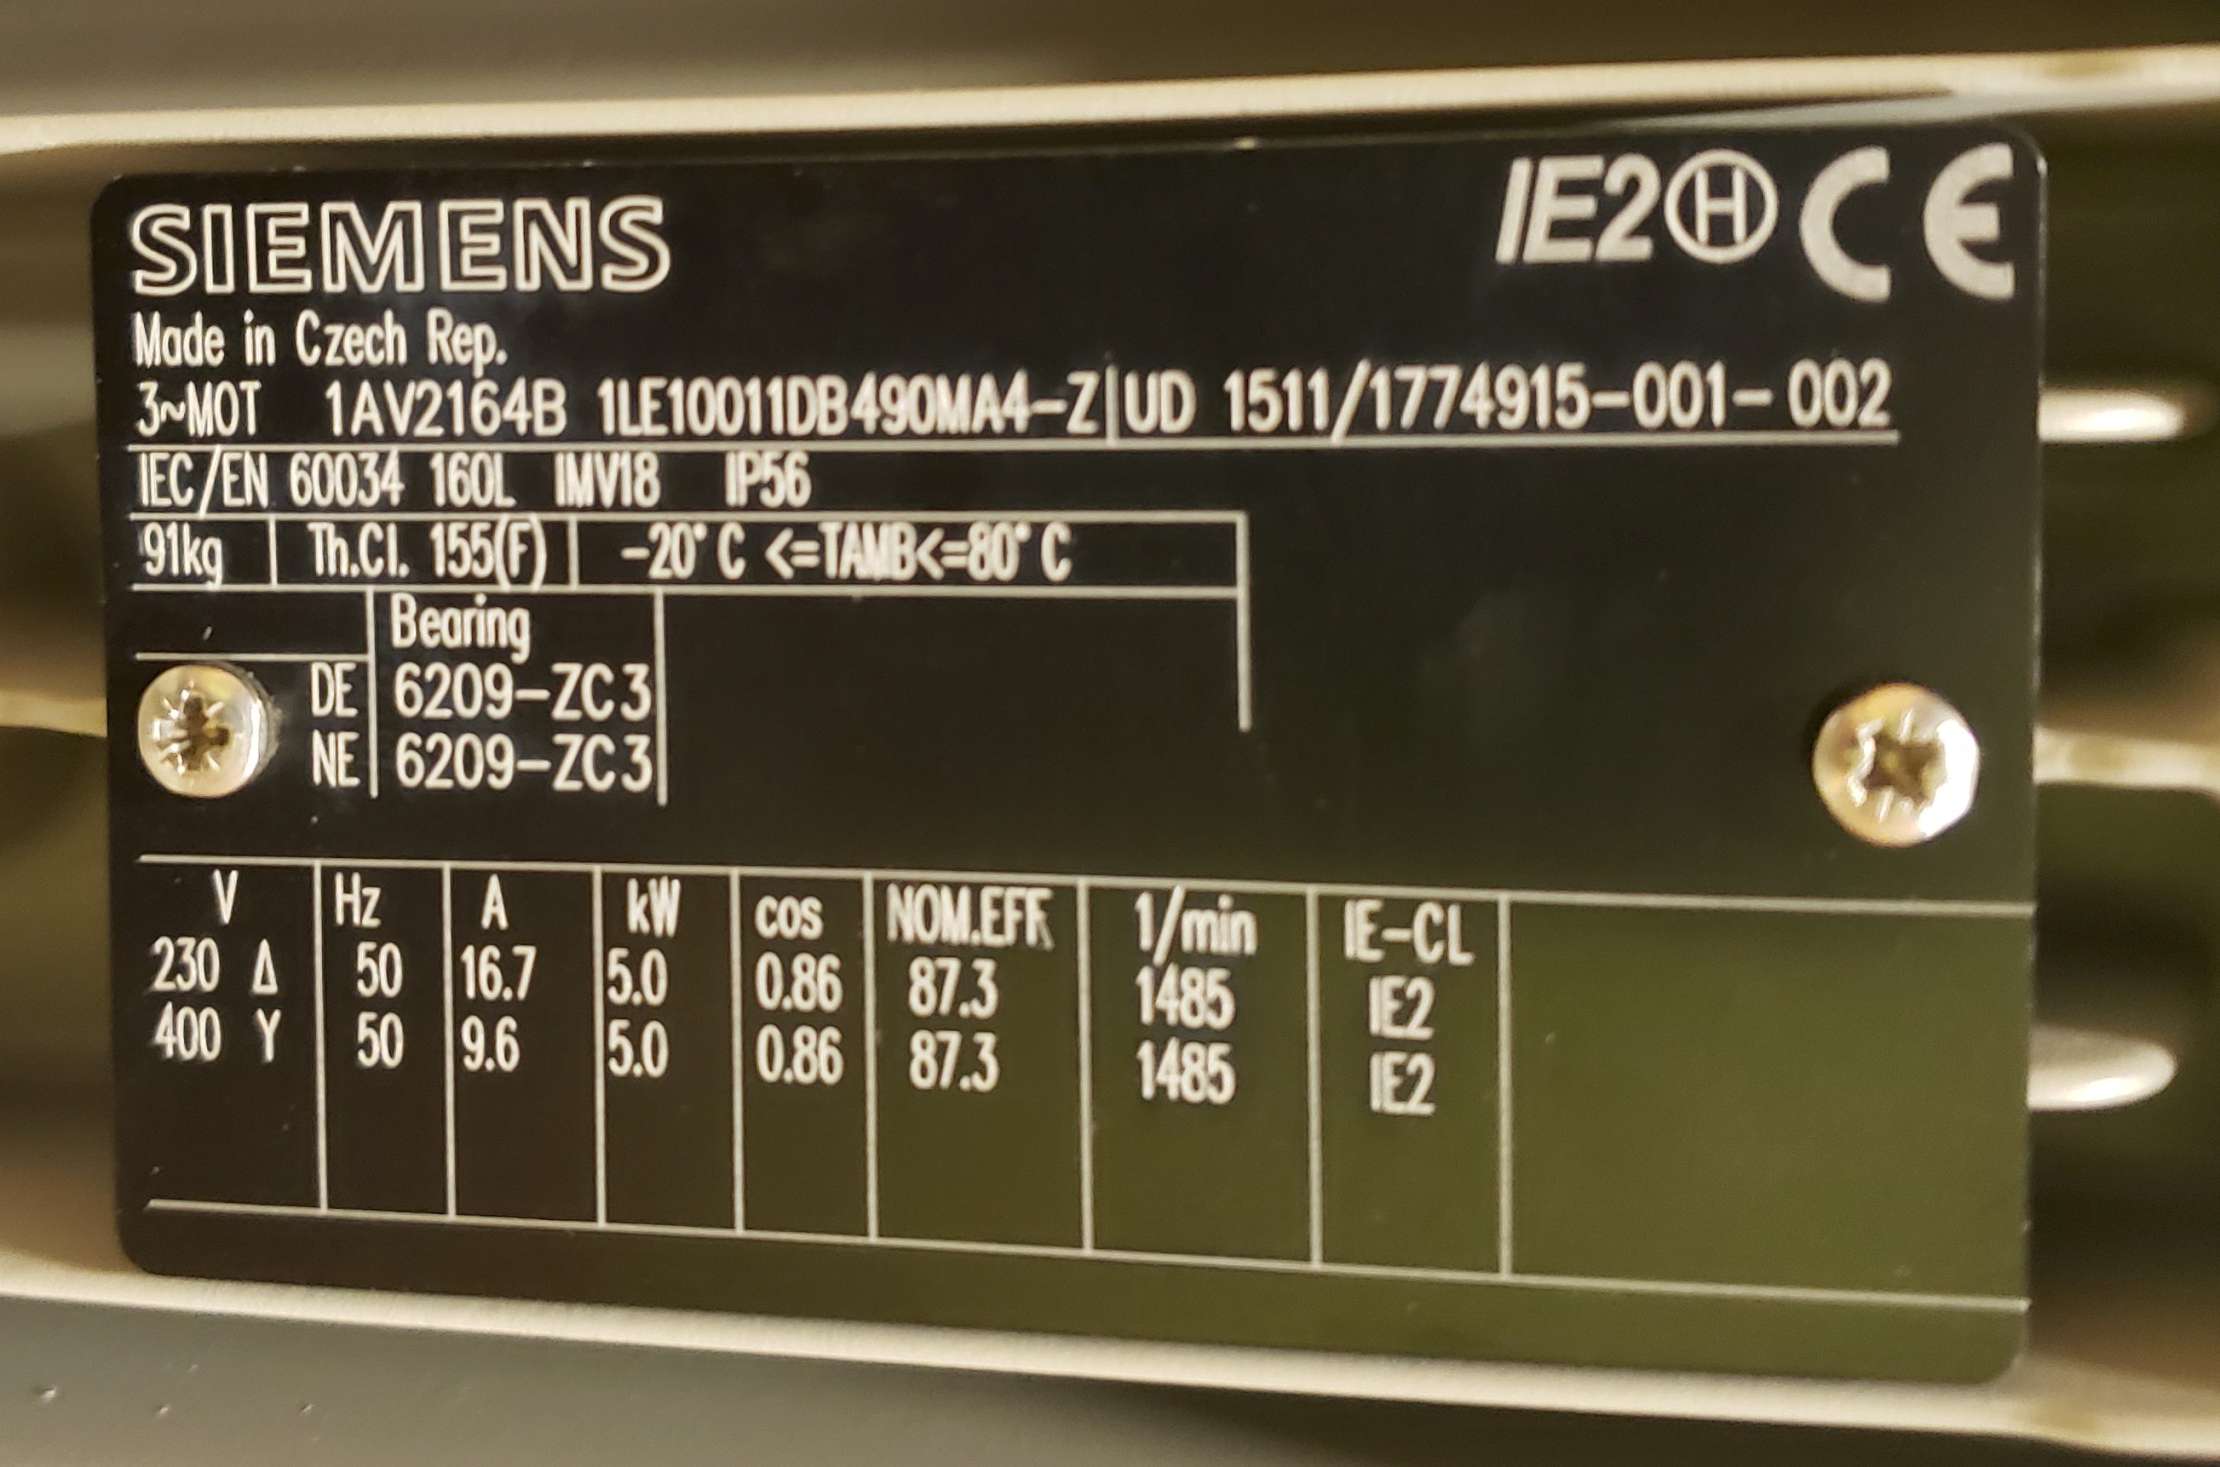 SIEMENS
IE2 H CE
Made in Czech Rep.
3~MOT 1AV2164B 1LE10011DB490MA4-Z UD 1511/1774915-001-002
IEC/EN 60034 160L IMV18 IP56
91kg Th.Cl. 155(F) -20°C <=TAMB<=80°C
Bearing
DE 6209-ZC3
NE 6209-ZC3
V Hz A kW cos NOM.EFF 1/min IE-CL
230 Δ 50 16.7 5.0 0.86 87.3 1485 IE2
400 Y 50 9.6 5.0 0.86 87.3 1485 IE2